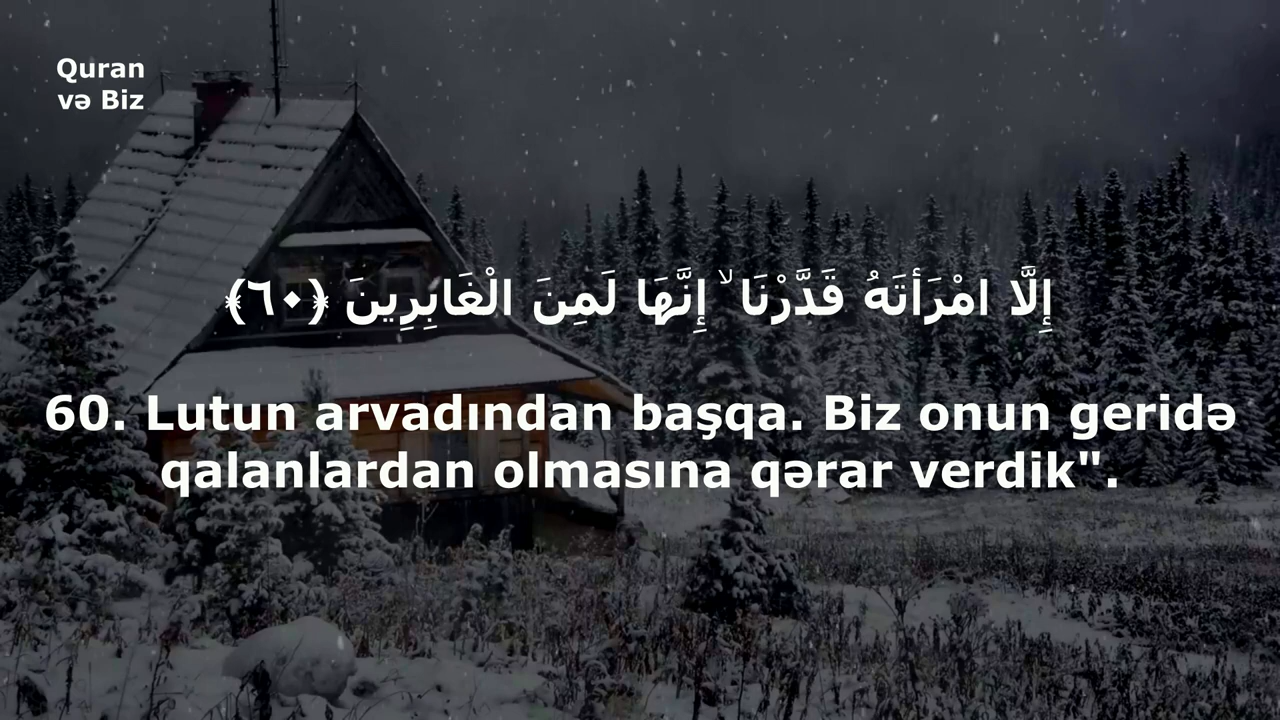 Quran
və Biz
إِلَّا امْرَأَتَهُ قَدَّرْنَا ۙ إِنَّهَا لَمِنَ الْغَابِرِينَ ﴿٦٠﴾
60. Lutun arvadından başqa. Biz onun geridə
qalanlardan olmasına qərar verdik".